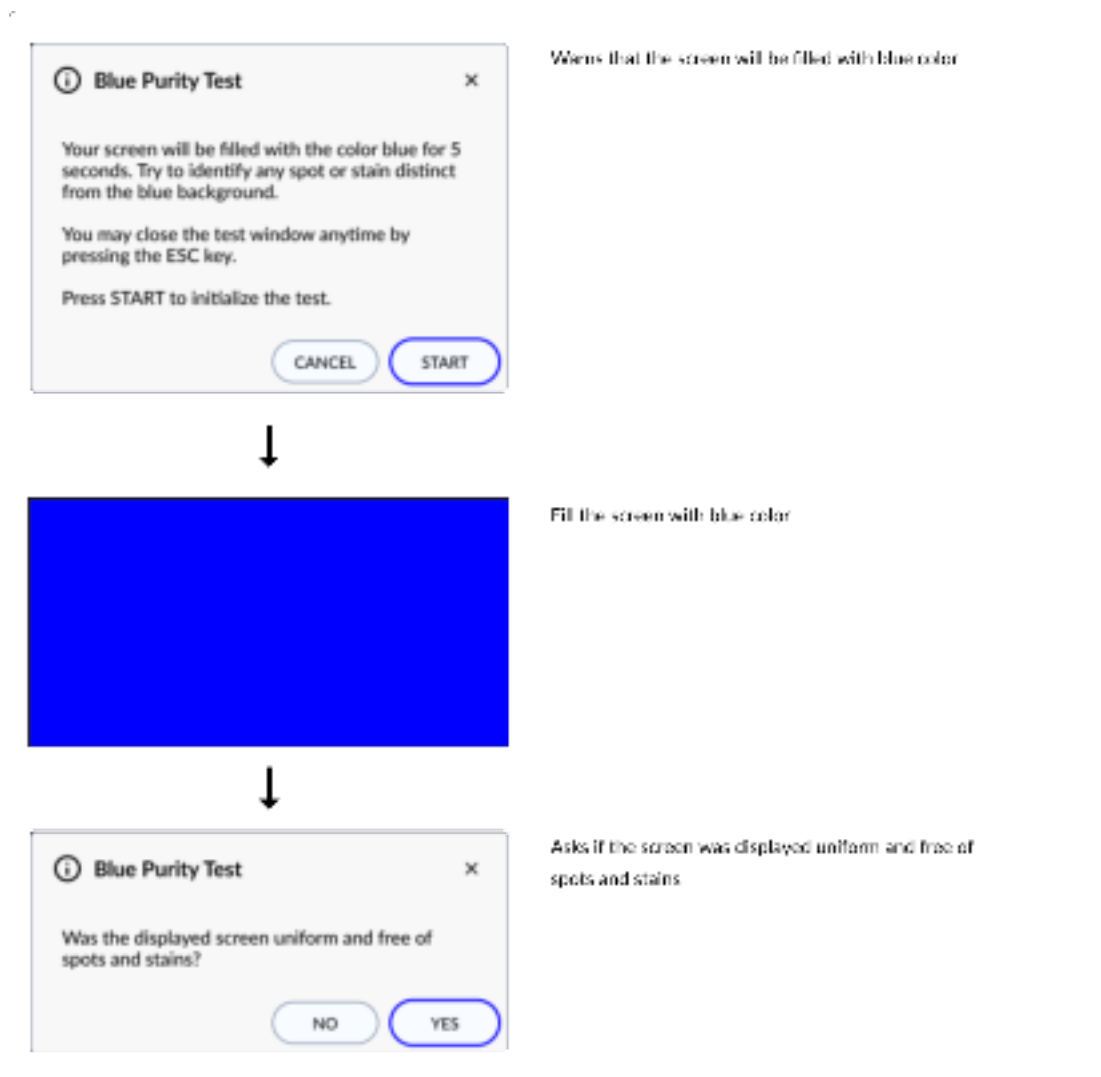 Blue Purity Test
×
Warns that the screen will be filled with blue color
Your screen will be filled with the color blue for 5
seconds. Try to identify any spot or stain distinct
from the blue background.
You may close the test window anytime by
pressing the ESC key.
Press START to initialize the test.
CANCEL
START
Fill the screen with blue color
Blue Purity Test
×
Asks if the screen was displayed uniform and free of
spots and stains
Was the displayed screen uniform and free of
spots and stains?
NO
YES